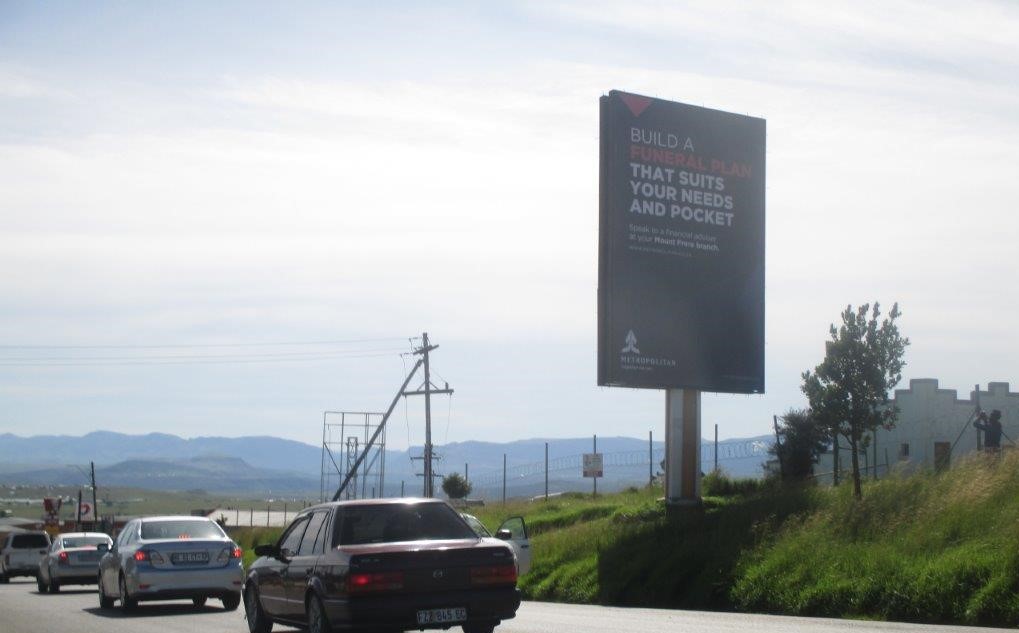 BUILD A
FUNERAL PLAN
THAT SUITS
YOUR NEEDS
AND POCKET
Speak to a financial adviser
at your Mount Frere branch.
METROPOLITAN